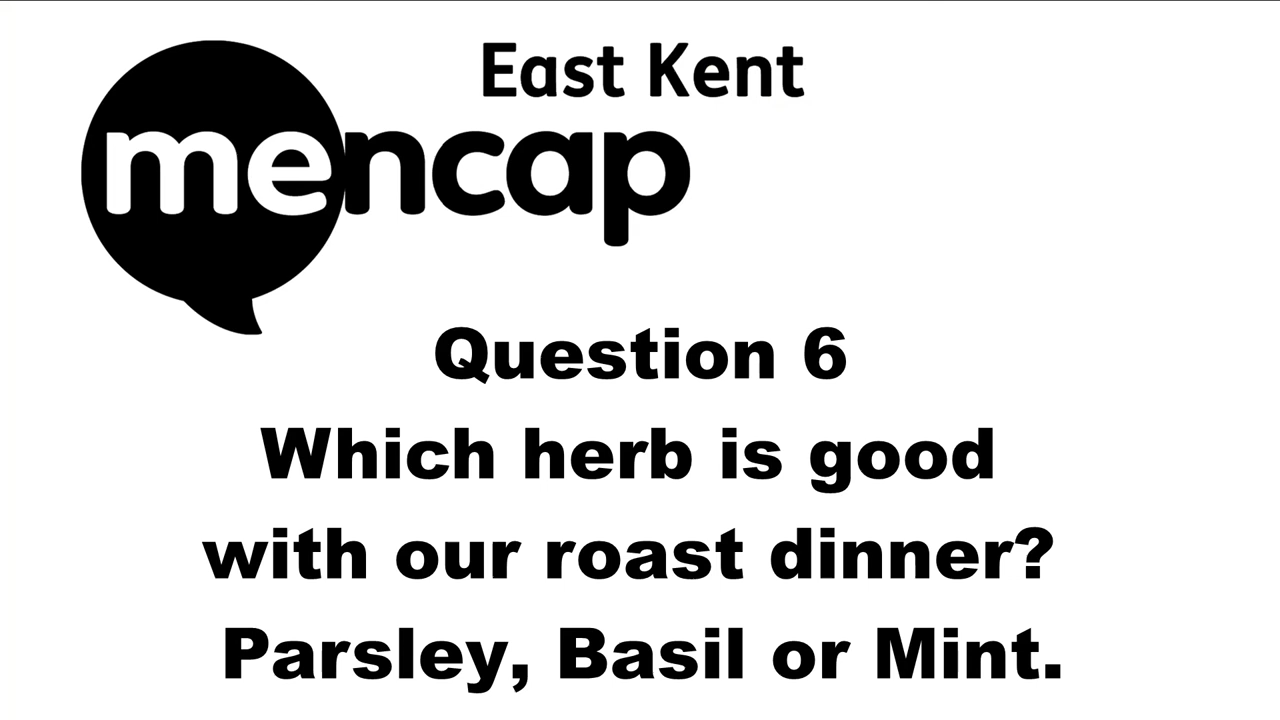 East Kent
mencap
Question 6
Which herb is good
with our roast dinner?
Parsley, Basil or Mint.